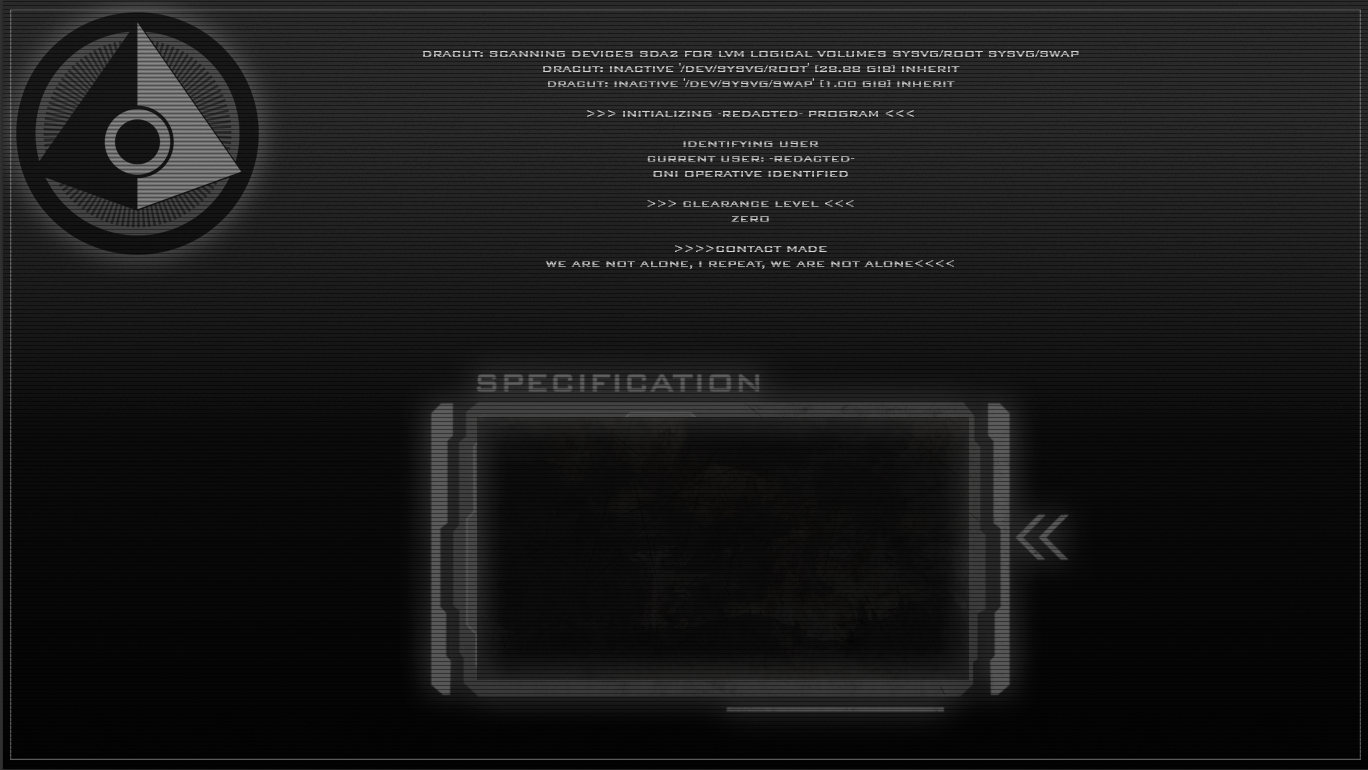 DRACUT: SCANNING DEVICES SDA2 FOR LVM LOGICAL VOLUMES SYSVG/ROOT SYSVG/SWAP
DRACUT: INACTIVE '/DEV/SYSVG/ROOT' [28.88 GIB] INHERIT
DRACUT: INACTIVE '/DEV/SYSVG/SWAP' [1.00 GIB] INHERIT
>>> INITIALIZING -REDACTED- PROGRAM <<<
IDENTIFYING USER
CURRENT USER: -REDACTED-
ONI OPERATIVE IDENTIFIED
>>> CLEARANCE LEVEL <<<
ZERO
>>>>CONTACT MADE
WE ARE NOT ALONE, I REPEAT, WE ARE NOT ALONE<<<<
SPECIFICATION